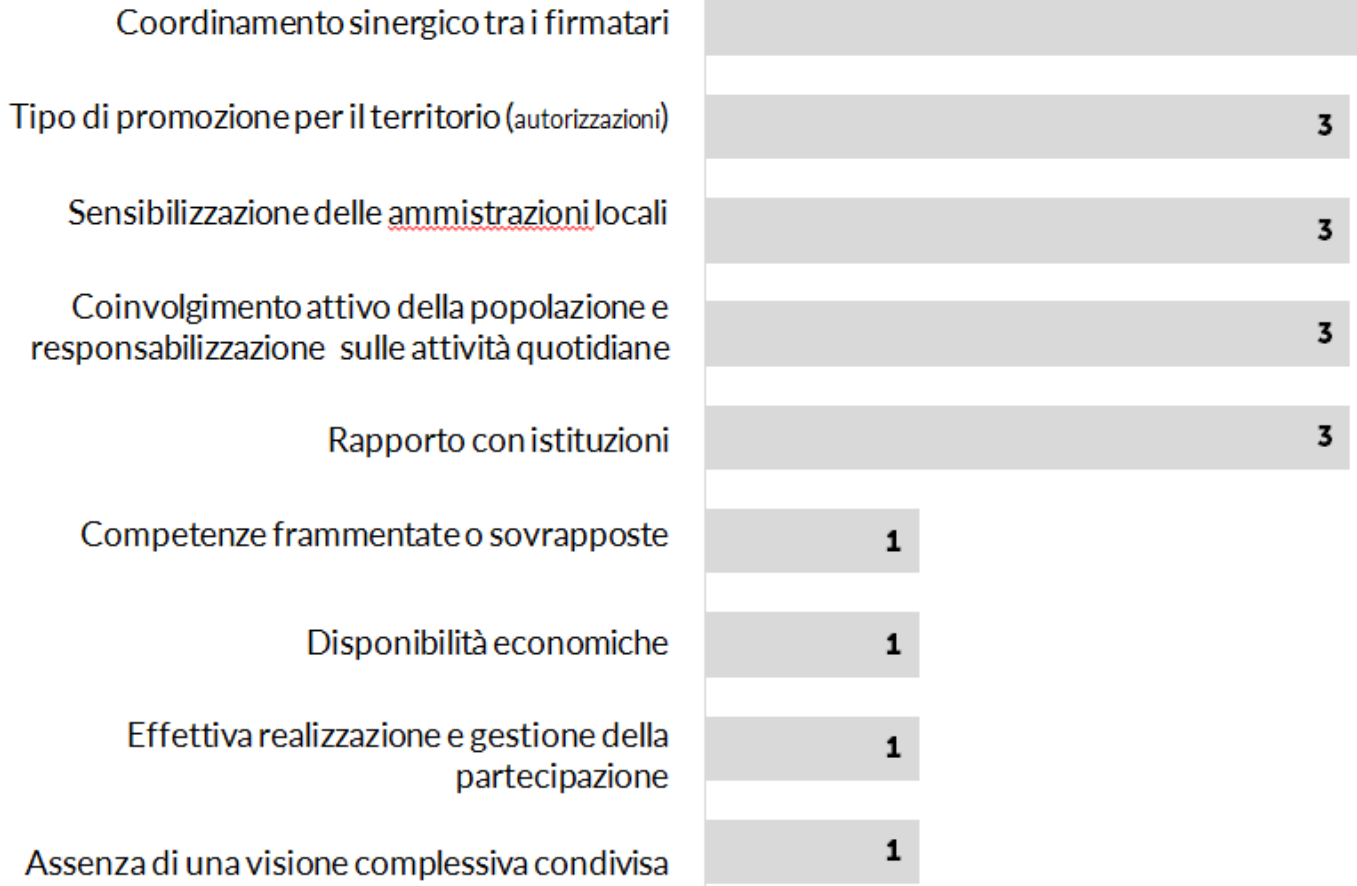 Coordinamento sinergico tra i firmatari
Tipo di promozione per il territorio (autorizzazioni)
3
Sensibilizzazione delle ammistrazioni locali
3
Coinvolgimento attivo della popolazione e
responsabilizzazione sulle attività quotidiane
3
Rapporto con istituzioni
3
Competenze frammentate o sovrapposte
1
Disponibilità economiche
1
Effettiva realizzazione e gestione della
partecipazione
1
Assenza di una visione complessiva condivisa
1